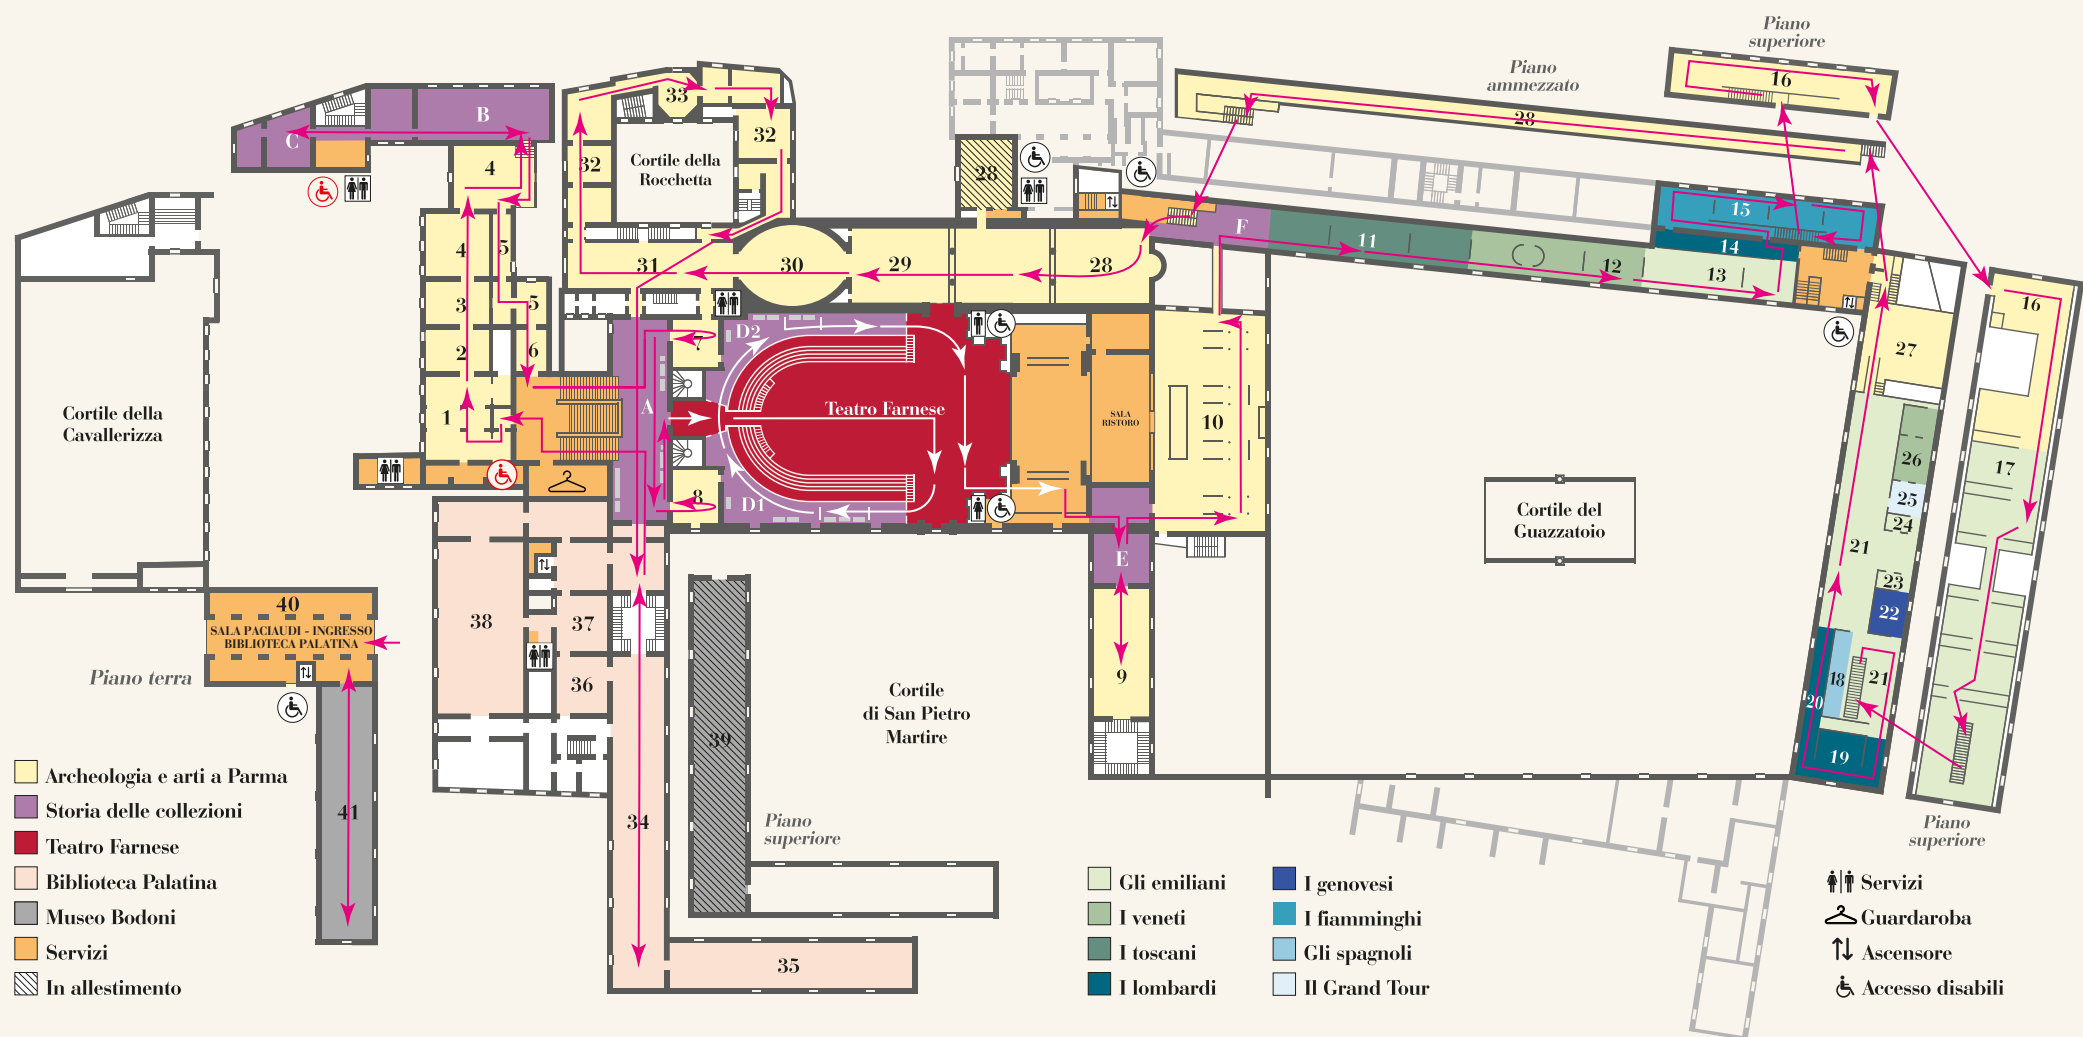 Piano
superiore
Piano
ammezzato
16
28
B
C
33
32
32
Cortile della
Rocchetta
28
4
4
5
3
5
2
6
1
31
30
29
28
F
11
12
13
14
15
16
27
7
D2
A
Teatro Farnese
SALA
RISTORO
10
8
D1
E
9
Cortile della
Cavallerizza
Cortile del
Guazzatoio
26
25
24
21
23
22
21
18
20
19
17
40
SALA PACIAUDI - INGRESSO
BIBLIOTECA PALATINA
Piano terra
41
38
37
36
34
35
39
Cortile
di San Pietro
Martire
Piano
superiore
Piano
superiore
Archeologia e arti a Parma
Storia delle collezioni
Teatro Farnese
Biblioteca Palatina
Museo Bodoni
Servizi
In allestimento
Gli emiliani
I veneti
I toscani
I lombardi
I genovesi
I fiamminghi
Gli spagnoli
Il Grand Tour
Servizi
Guardaroba
Ascensore
Accesso disabili